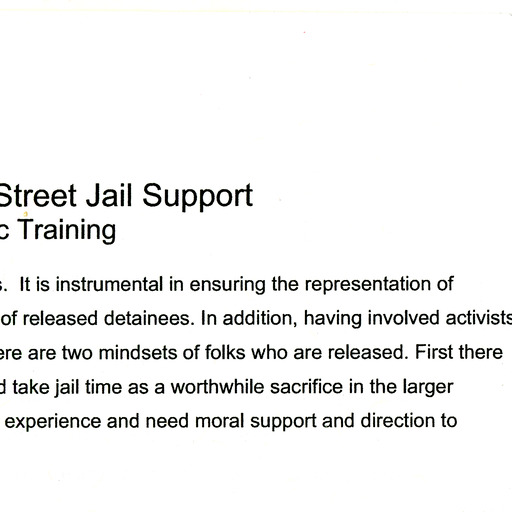 Street Jail Support
c Training
s.  It is instrumental in ensuring the representation of
of released detainees. In addition, having involved activists
ere are two mindsets of folks who are released. First there
d take jail time as a worthwhile sacrifice in the larger
experience and need moral support and direction to